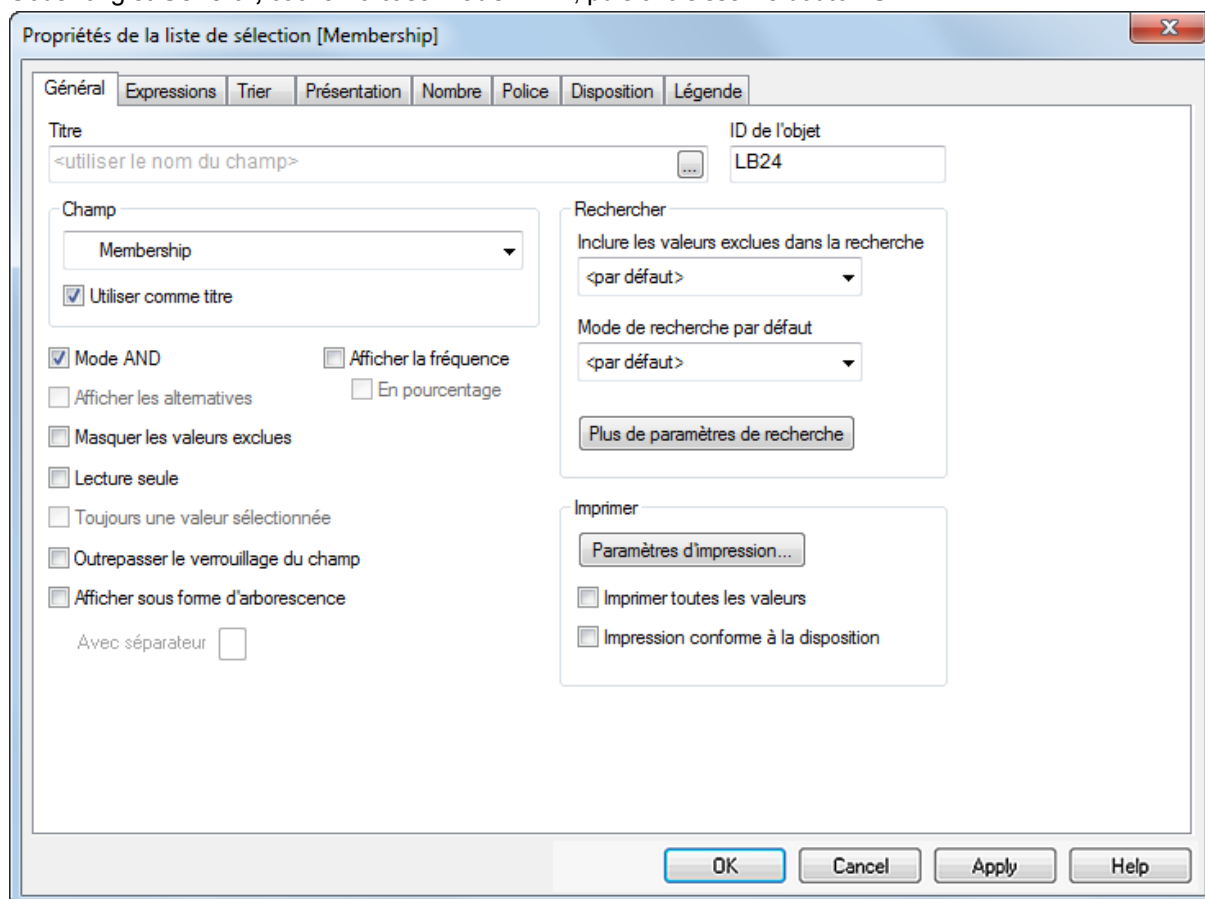 Propriétés de la liste de sélection [Membership]
Général Expressions Trier Présentation Nombre Police Disposition Légende
Titre
ID de l'objet
<utiliser le nom du champ>
...
LB24
Champ
Membership
Utiliser comme titre
Rechercher
Inclure les valeurs exclues dans la recherche
<par défaut>
Mode de recherche par défaut
<par défaut>
Plus de paramètres de recherche
Mode AND
Afficher la fréquence
En pourcentage
Afficher les alternatives
Masquer les valeurs exclues
Lecture seule
Toujours une valeur sélectionnée
Outrepasser le verrouillage du champ
Afficher sous forme d'arborescence
Avec séparateur
Imprimer
Paramètres d'impression...
Imprimer toutes les valeurs
Impression conforme à la disposition
OK Cancel Apply Help